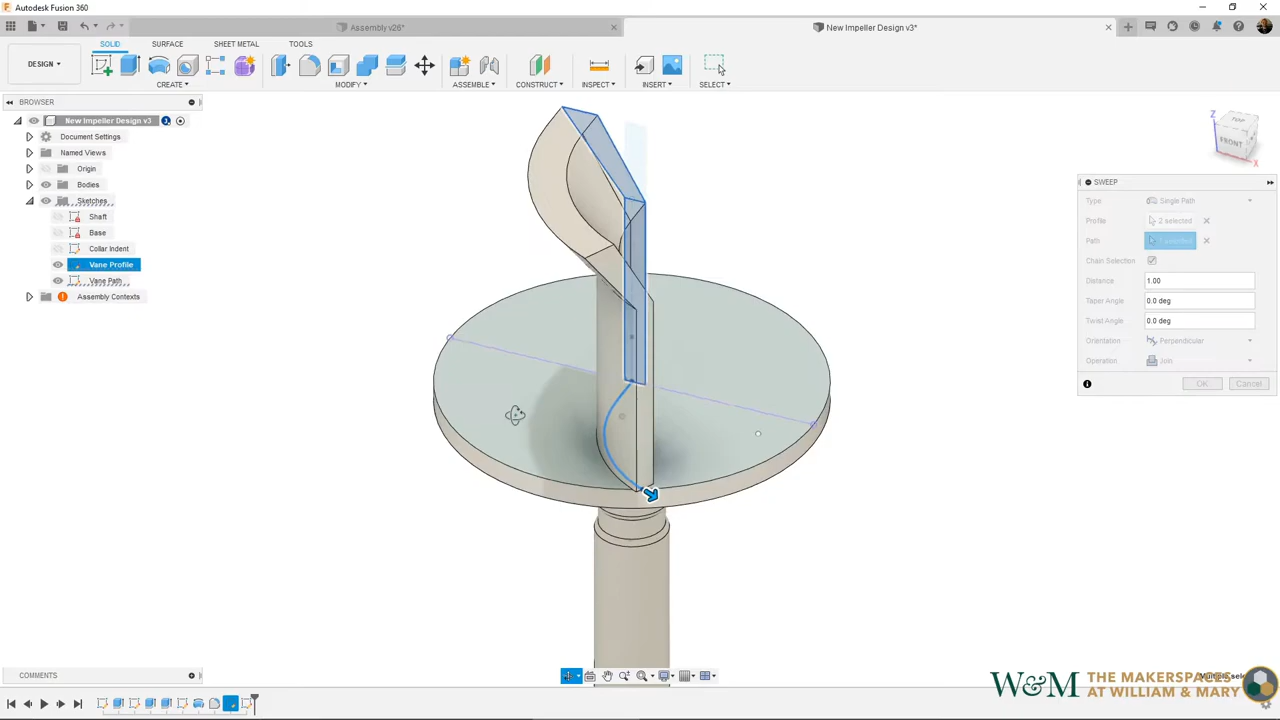 Autodesk Fusion 360
Assembly v26*
New Impeller Design v3*
SOLID
SURFACE
SHEET METAL
TOOLS
DESIGN
CREATE
MODIFY
ASSEMBLE
CONSTRUCT
INSPECT
INSERT
SELECT
BROWSER
New Impeller Design v3
Document Settings
Named Views
Origin
Bodies
Sketches
Shaft
Base
Collar Indent
Vane Profile
Vane Path
Assembly Contexts
Z
X
TOP
FRONT
SWEEP
Type
Single Path
Profile
2 selected
Path
1 selected
Chain Selection
Distance
1.00
Taper Angle
0.0 deg
Twist Angle
0.0 deg
Orientation
Perpendicular
Operation
Join
OK
Cancel
COMMENTS
W&M
THE MAKERSPACES
AT WILLIAM & MARY